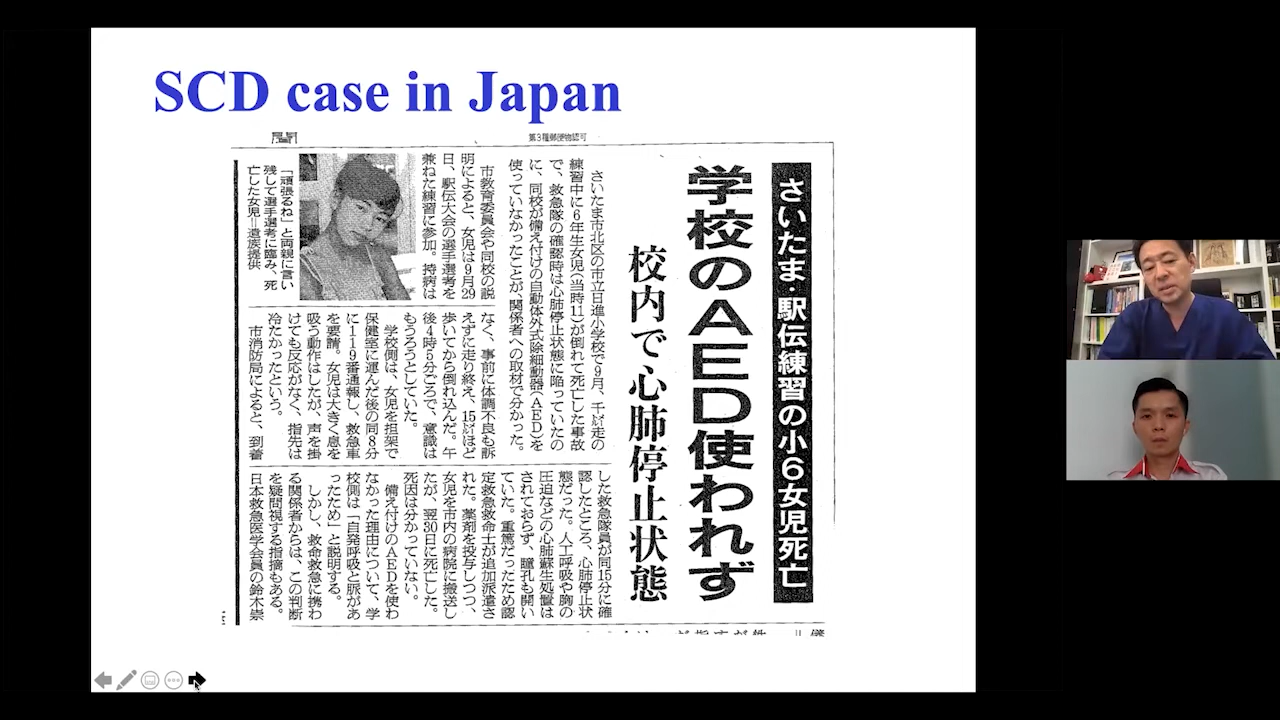 SCD case in Japan
聞
第3種郵便物認可
さいたま・駅伝練習の小6女児死亡
学校のAED使われず
校内で心肺停止状態
さいたま市北区の市立日進小学校で9月、千㍍走の
練習中に6年生女児(当時11)が倒れて死亡した事故
で、救急隊の確認時は心肺停止状態に陥っていたの
に、同校が備え付けの自動体外式除細動器(AED)を
使っていなかったことが、関係者への取材で分かった。
市教育委員会や同校の説
明によると、女児は9月29
日、駅伝大会の選手選考を
兼ねた練習に参加。持病は
「頑張るね」と両親に言い
残して選手選考に臨み、死
亡した女児＝遺族提供
なく、事前に体調不良も訴
えずに走り終え、15㍍ほど
歩いてから倒れ込んだ。午
後4時5分ごろで、意識は
もうろうとしていた。
学校側は、女児を担架で
保健室に運んだ後の同8分
に119番通報し、救急車
を要請。女児は大きく息を
吸う動作はしたが、声を掛
けても反応がなく、指先は
冷たかったという。
市消防局によると、到着
した救急隊員が同15分に確
認したところ、心肺停止状
態だった。人工呼吸や胸の
圧迫などの心肺蘇生処置は
されておらず、瞳孔も開い
ていた。重篤だったため認
定救急救命士が追加派遣さ
れた。薬剤を投与しつつ、
女児を市内の病院に搬送し
たが、翌30日に死亡した。
死因は分かっていない。
備え付けのAEDを使わ
なかった理由について、学
校側は「自発呼吸と脈があ
ったため」と説明する。
しかし、救命救急に携わ
る関係者からは、この判断
を疑問視する指摘もある。
日本救急医学会員の鈴木崇